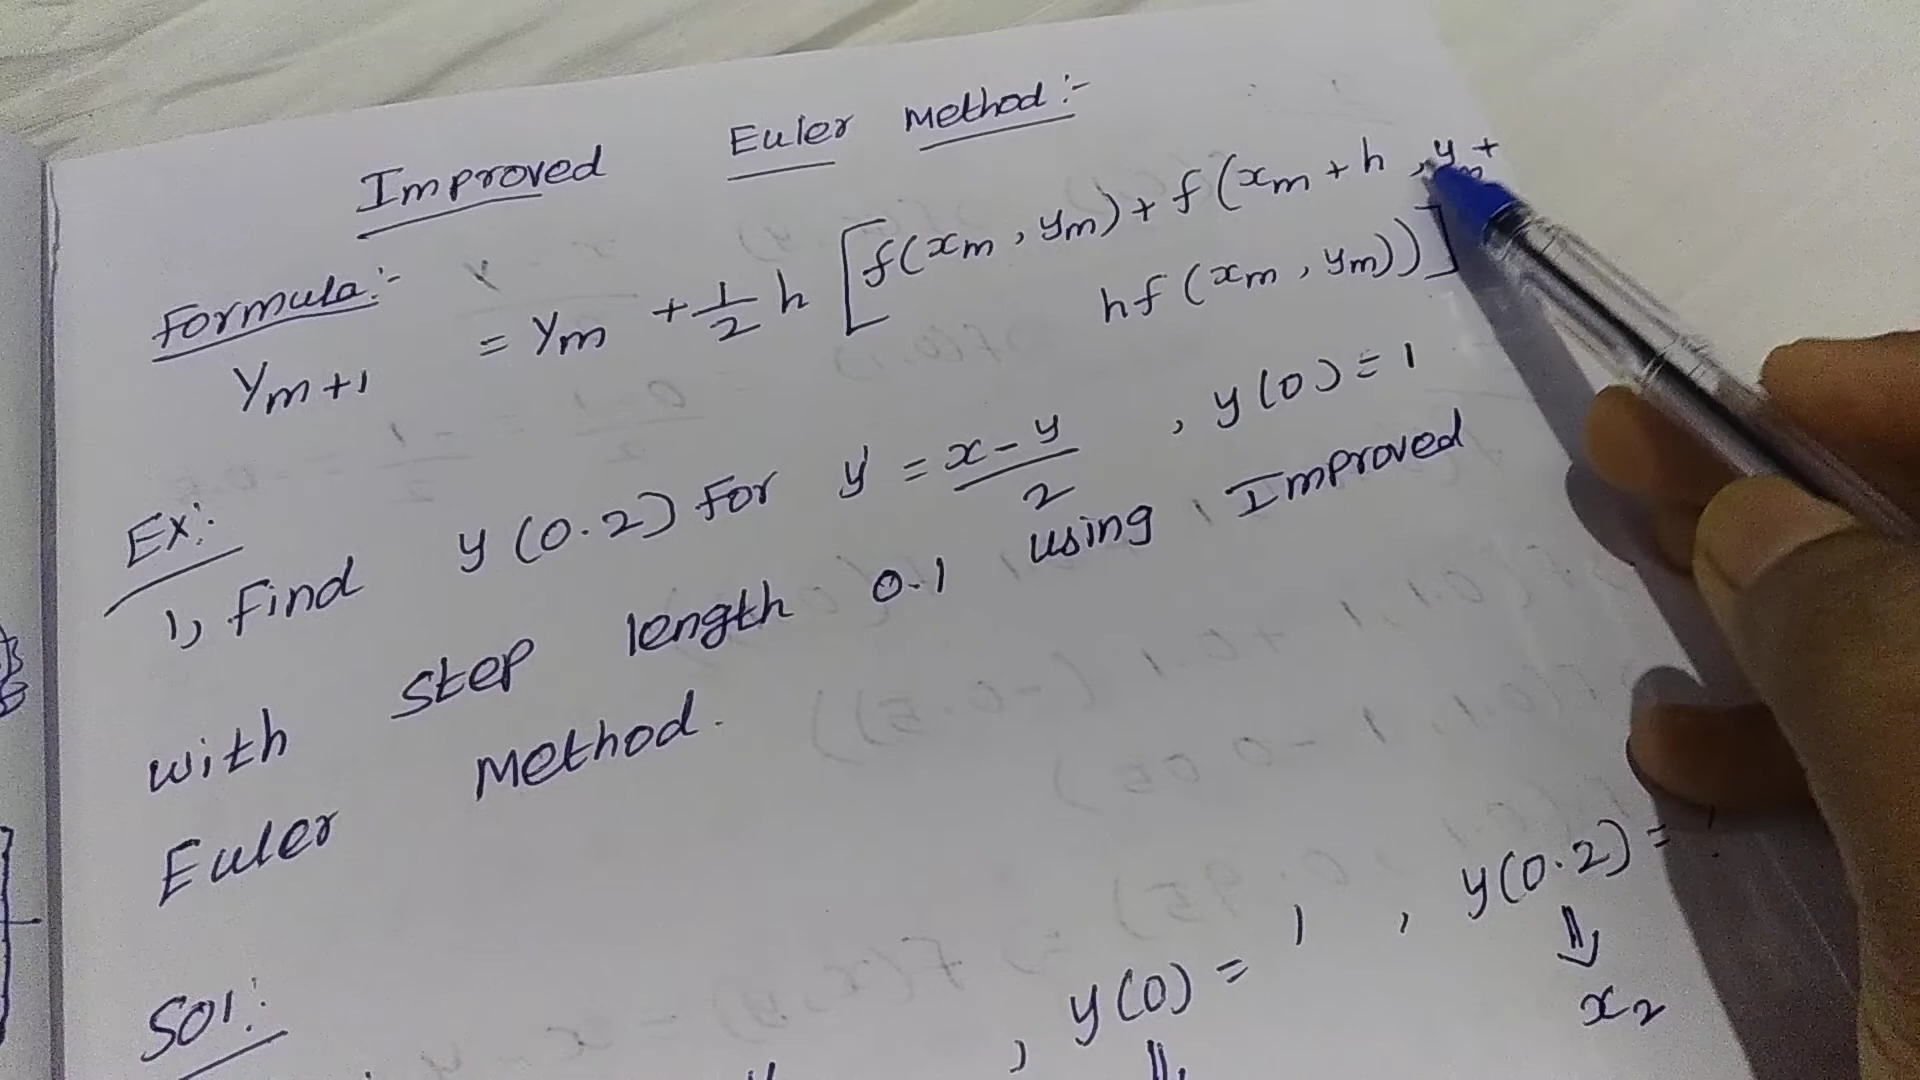 Improved Euler Method:-
Formula:-
Ym+1 = Ym + 1/2 h [f(xm, ym) + f(xm + h, ym +
hf(xm, ym))]
Ex:
1, Find y(0.2) For y' = x-y/2, y(0) = 1
with step length 0.1 using Improved
Euler Method.
Sol:
, y(0) = 1, y(0.2) =
x2